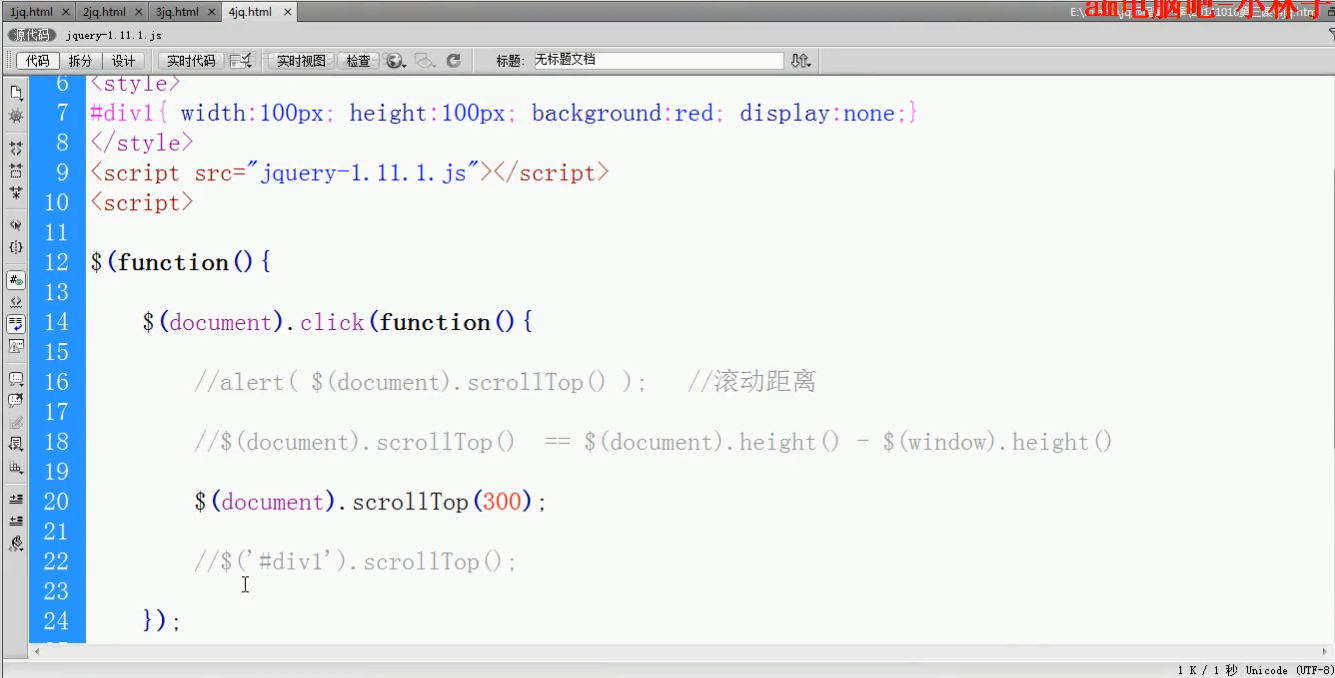 1jq.html × 2jq.html × 3jq.html × 4jq.html ×
am电脑吧-小林子
源代码 jquery-1.11.1.js
代码 拆分 设计 实时代码 实时视图 检查 标题: 无标题文档
6 <style>
7 #div1{ width:100px; height:100px; background:red; display:none;}
8 </style>
9 <script src="jquery-1.11.1.js"></script>
10 <script>
11
12 $(function(){
13
14 $(document).click(function(){
15
16 //alert( $(document).scrollTop() ); //滚动距离
17
18 //$(document).scrollTop() == $(document).height() - $(window).height()
19
20 $(document).scrollTop(300);
21
22 //$('#div1').scrollTop();
23
24 });
1 K / 1 秒 Unicode (UTF-8)